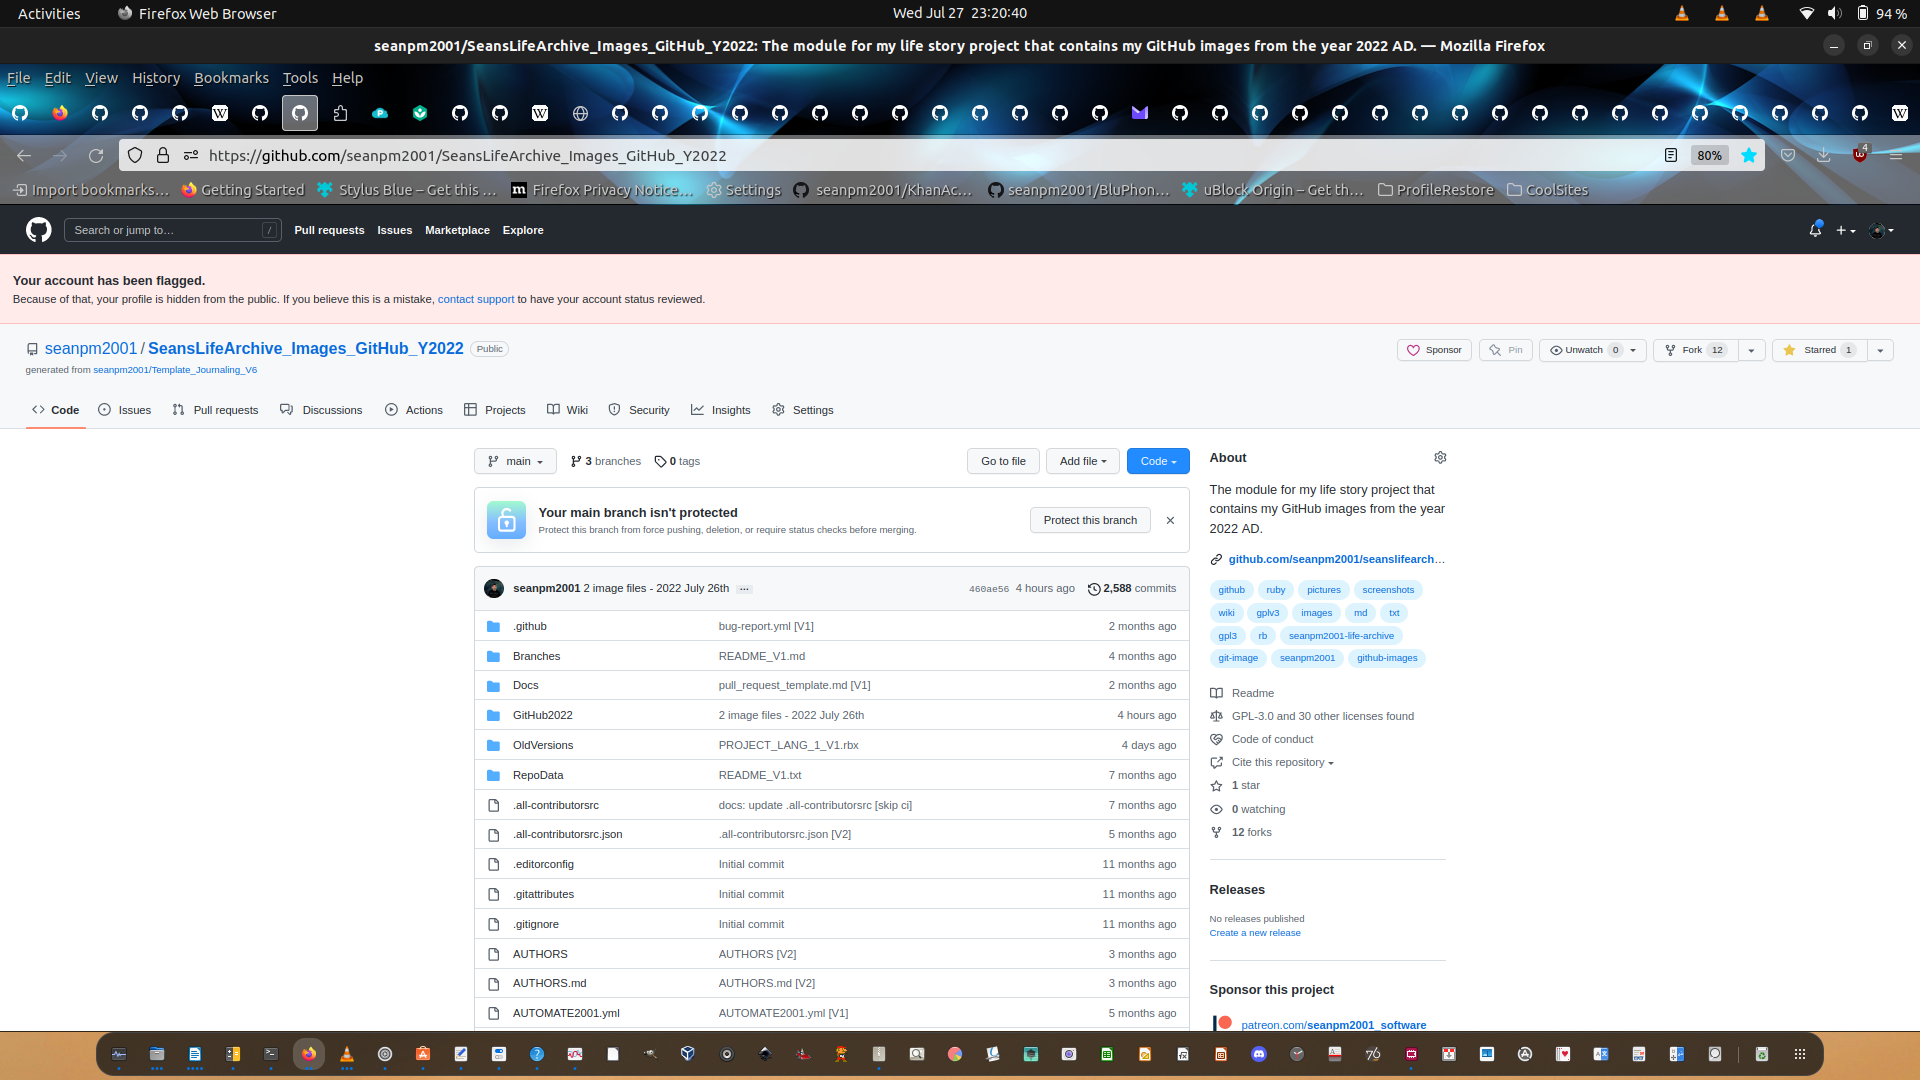 Activities
Firefox Web Browser
Wed Jul 27 23:20:40
94 %
seanpm2001/SeansLifeArchive_Images_GitHub_Y2022: The module for my life story project that contains my GitHub images from the year 2022 AD. — Mozilla Firefox
File Edit View History Bookmarks Tools Help
https://github.com/seanpm2001/SeansLifeArchive_Images_GitHub_Y2022
80%
4
Import bookmarks…
Getting Started
Stylus Blue – Get this …
Firefox Privacy Notice…
Settings
seanpm2001/KhanAc…
seanpm2001/BluPhon…
uBlock Origin – Get th…
ProfileRestore
CoolSites
Search or jump to…
/
Pull requests Issues Marketplace Explore
Your account has been flagged.
Because of that, your profile is hidden from the public. If you believe this is a mistake, contact support to have your account status reviewed.
seanpm2001 / SeansLifeArchive_Images_GitHub_Y2022 Public
Sponsor
Pin
Unwatch 0
Fork 12
Starred 1
generated from seanpm2001/Template_Journaling_V6
Code Issues Pull requests Discussions Actions Projects Wiki Security Insights Settings
main
3 branches
0 tags
Go to file
Add file
Code
Your main branch isn't protected
Protect this branch from force pushing, deletion, or require status checks before merging.
Protect this branch
seanpm2001 2 image files - 2022 July 26th ...
460ae56 4 hours ago
2,588 commits
.github bug-report.yml [V1] 2 months ago
Branches README_V1.md 4 months ago
Docs pull_request_template.md [V1] 2 months ago
GitHub2022 2 image files - 2022 July 26th 4 hours ago
OldVersions PROJECT_LANG_1_V1.rbx 4 days ago
RepoData README_V1.txt 7 months ago
.all-contributorsrc docs: update .all-contributorsrc [skip ci] 7 months ago
.all-contributorsrc.json .all-contributorsrc.json [V2] 5 months ago
.editorconfig Initial commit 11 months ago
.gitattributes Initial commit 11 months ago
.gitignore Initial commit 11 months ago
AUTHORS AUTHORS [V2] 3 months ago
AUTHORS.md AUTHORS.md [V2] 3 months ago
AUTOMATE2001.yml AUTOMATE2001.yml [V1] 5 months ago
About
The module for my life story project that
contains my GitHub images from the year
2022 AD.
github.com/seanpm2001/seanslifearch…
github ruby pictures screenshots
wiki gplv3 images md txt
gpl3 rb seanpm2001-life-archive
git-image seanpm2001 github-images
Readme
GPL-3.0 and 30 other licenses found
Code of conduct
Cite this repository
1 star
0 watching
12 forks
Releases
No releases published
Create a new release
Sponsor this project
patreon.com/seanpm2001_software